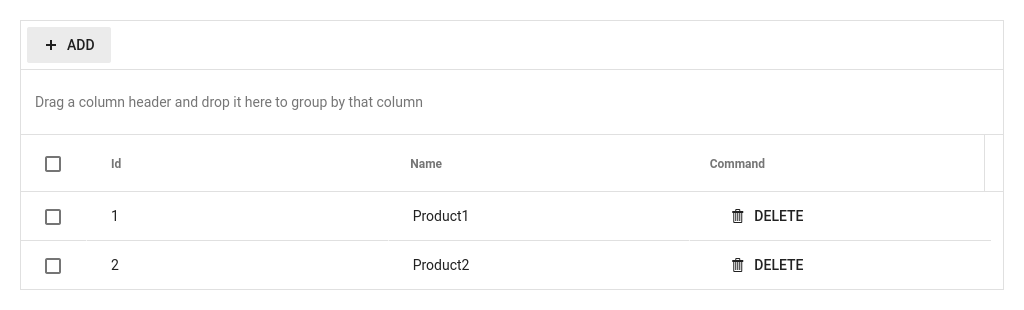 ADD
Drag a column header and drop it here to group by that column
Id Name Command
1 Product1 DELETE
2 Product2 DELETE